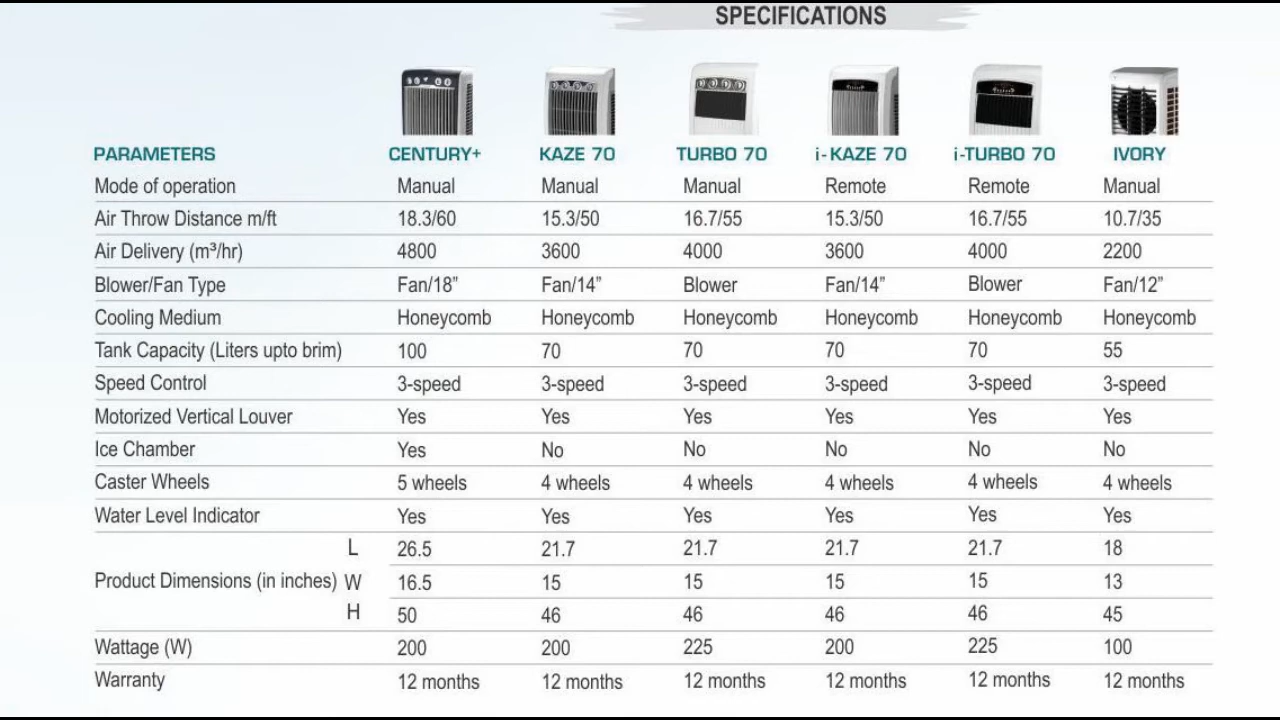 SPECIFICATIONS
PARAMETERS CENTURY+ KAZE 70 TURBO 70 i-KAZE 70 i-TURBO 70 IVORY
Mode of operation Manual Manual Manual Remote Remote Manual
Air Throw Distance m/ft 18.3/60 15.3/50 16.7/55 15.3/50 16.7/55 10.7/35
Air Delivery (m³/hr) 4800 3600 4000 3600 4000 2200
Blower/Fan Type Fan/18” Fan/14” Blower Fan/14” Blower Fan/12”
Cooling Medium Honeycomb Honeycomb Honeycomb Honeycomb Honeycomb Honeycomb
Tank Capacity (Liters upto brim) 100 70 70 70 70 55
Speed Control 3-speed 3-speed 3-speed 3-speed 3-speed 3-speed
Motorized Vertical Louver Yes Yes Yes Yes Yes Yes
Ice Chamber Yes No No No No No
Caster Wheels 5 wheels 4 wheels 4 wheels 4 wheels 4 wheels 4 wheels
Water Level Indicator Yes Yes Yes Yes Yes Yes
L 26.5 21.7 21.7 21.7 21.7 18
Product Dimensions (in inches) W 16.5 15 15 15 15 13
H 50 46 46 46 46 45
Wattage (W) 200 200 225 200 225 100
Warranty 12 months 12 months 12 months 12 months 12 months 12 months